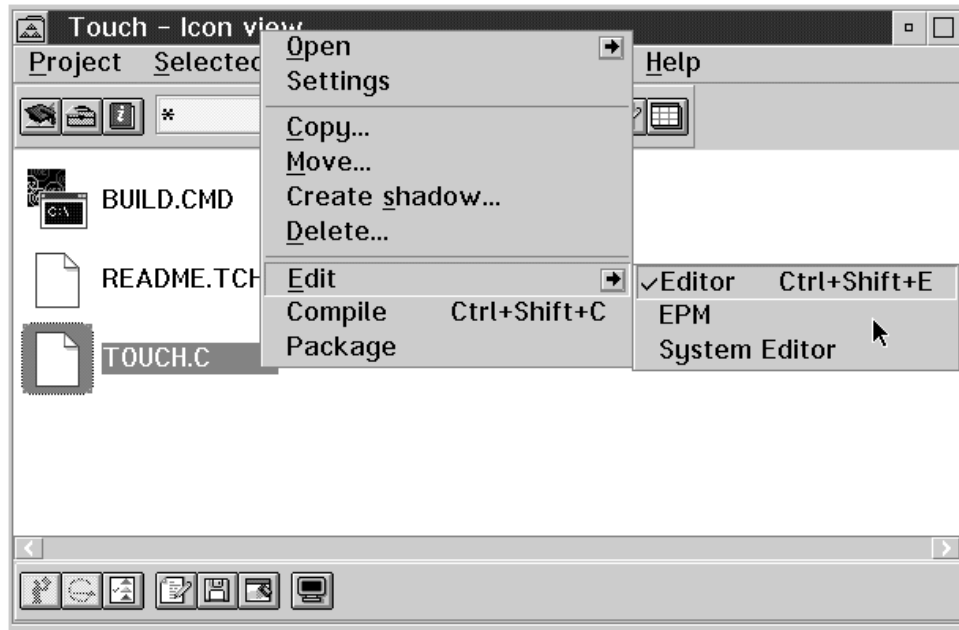 Touch – Icon view
Project Selected Help
*
Open
Settings
Copy...
Move...
Create shadow...
Delete...
Edit
Compile Ctrl+Shift+C
Package
✓Editor Ctrl+Shift+E
EPM
System Editor
BUILD.CMD
C:\
README.TCH
TOUCH.C